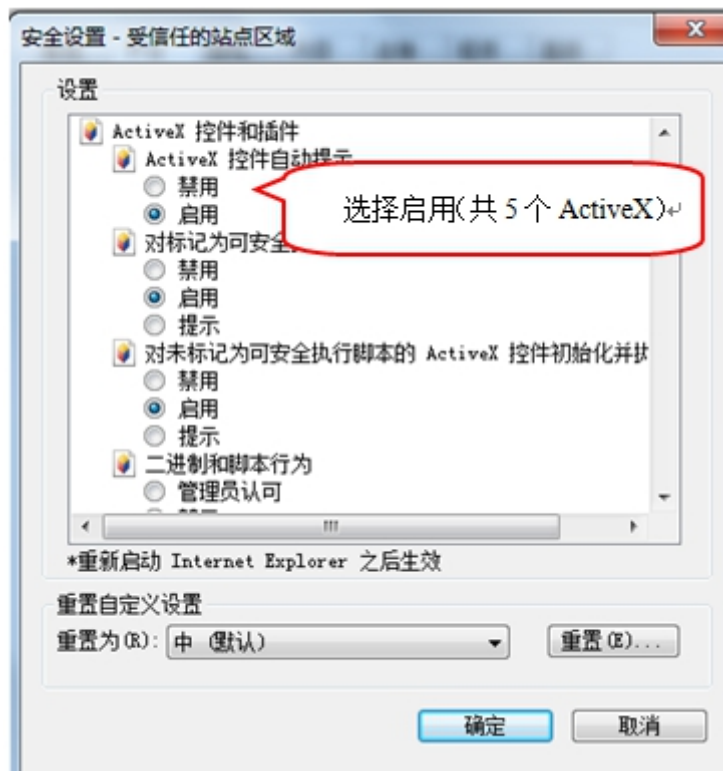 安全设置 - 受信任的站点区域
设置
ActiveX 控件和插件
ActiveX 控件自动提示
禁用
选择启用(共 5 个 ActiveX)
启用
对标记为可安全
禁用
启用
提示
对未标记为可安全执行脚本的 ActiveX 控件初始化并执
禁用
启用
提示
二进制和脚本行为
管理员认可
*重新启动 Internet Explorer 之后生效
重置自定义设置
重置为(R): 中 (默认)
重置(E)...
确定
取消